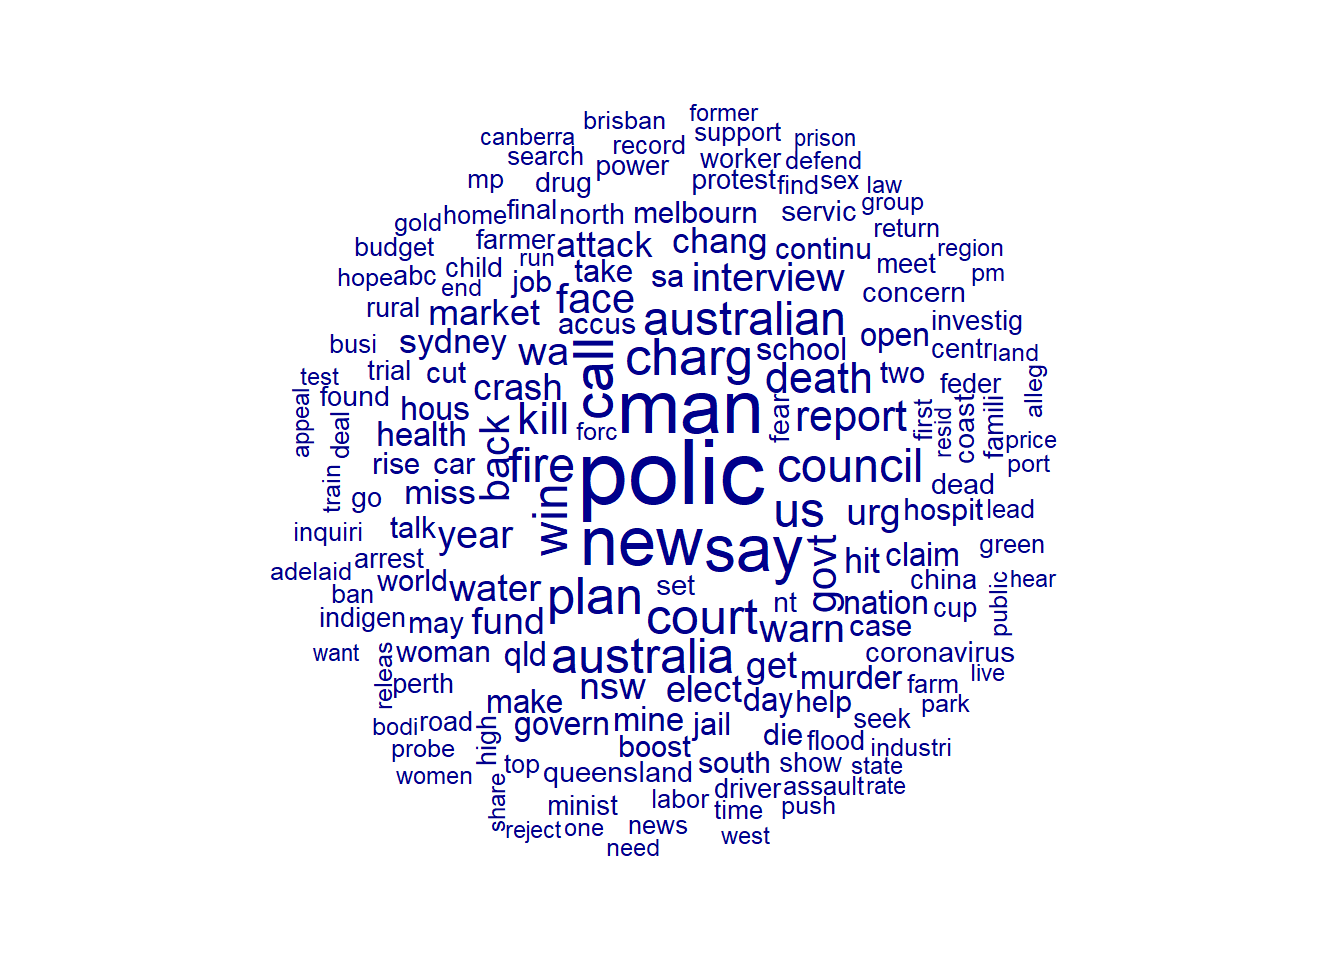 former
brisban
canberra record support prison
search power worker defend
mp drug protest find sex law
gold home final north melbourn servic group
budget farmer attack chang continu return
hope abc child run job take sa interview meet region
end pm
rural market face australian concern
busi sydney wa accus call charg school open investig
test trial cut crash death two centr land
found hous kill man fear report feder alleg
appeal deal health back forc first resid coast famili price
train rise car fire polic council dead port
go miss win us urg hospit lead
inquiri talk year new say govt hit claim green
adelaid arrest world water plan set nt nation china public hear
ban cup
indigen may fund court warn case
want woman qld australia get murder coronavirus
releas perth make nsw elect day help farm live
bodi road govern mine jail seek park
probe high boost die flood industri
women top queensland south show state
share minist labor driver assault rate
reject one news time push
need west